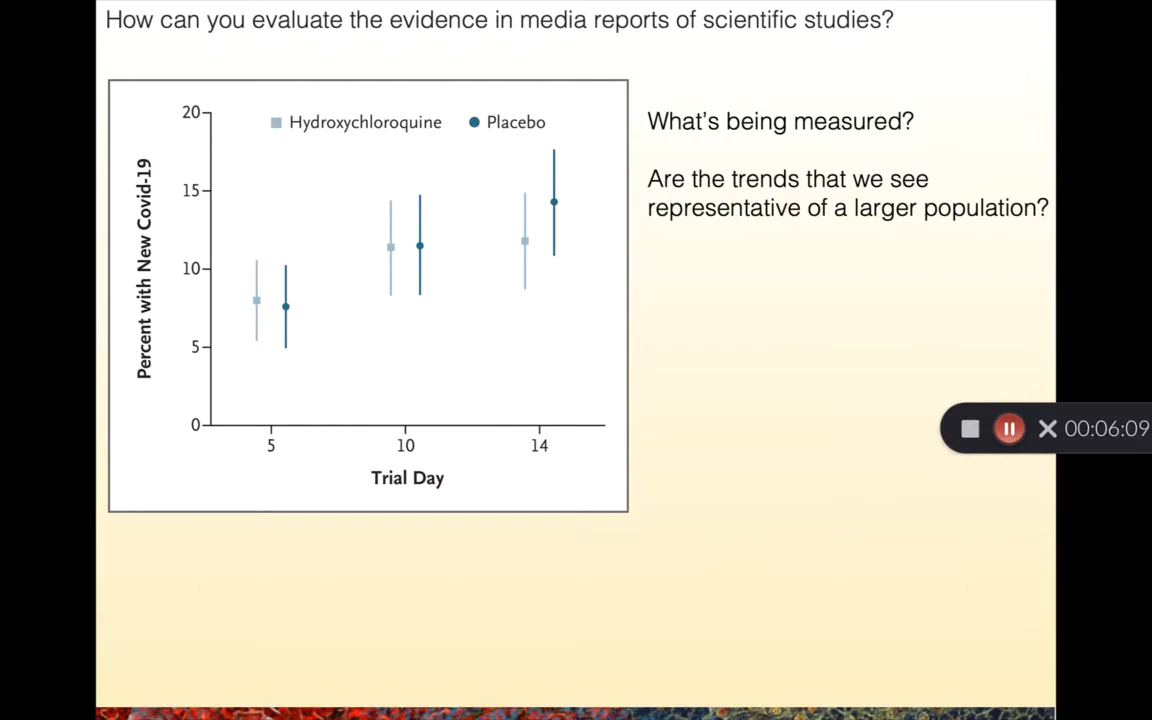 How can you evaluate the evidence in media reports of scientific studies?
20
15
10
5
0
Percent with New Covid-19
Hydroxychloroquine
Placebo
5
10
14
Trial Day
What's being measured?
Are the trends that we see
representative of a larger population?
00:06:09